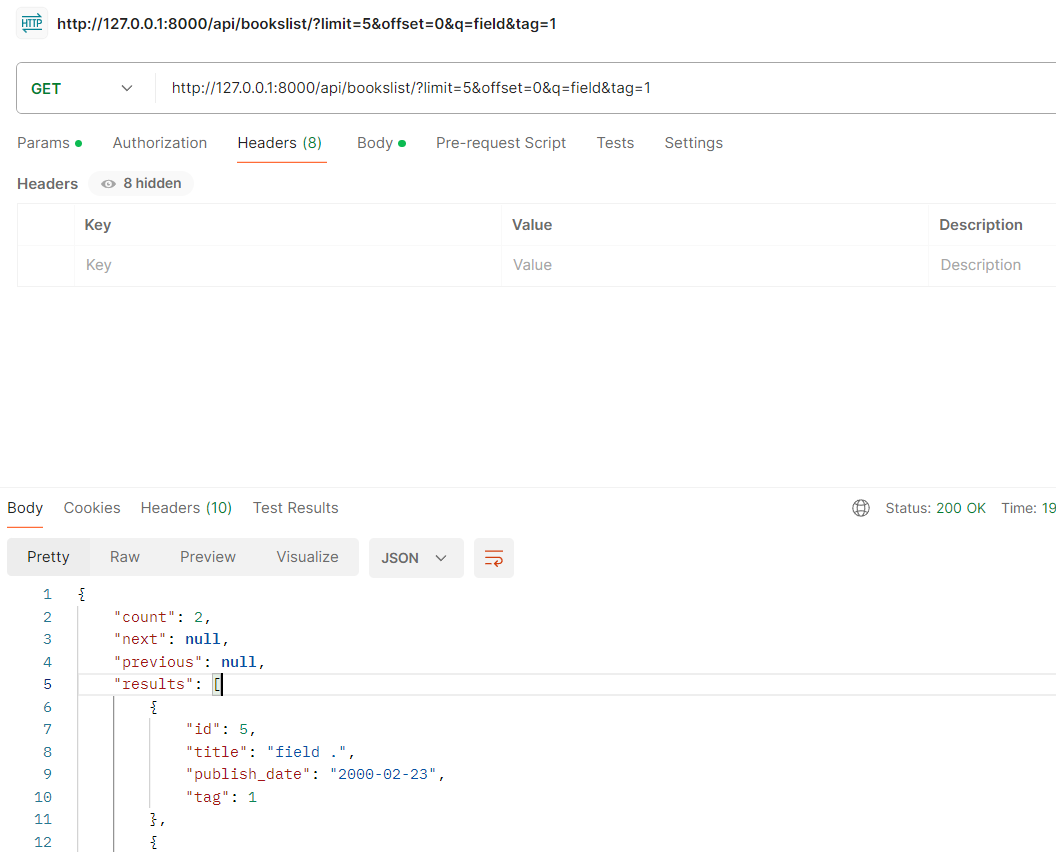 HTTP http://127.0.0.1:8000/api/bookslist/?limit=5&offset=0&q=field&tag=1
GET http://127.0.0.1:8000/api/bookslist/?limit=5&offset=0&q=field&tag=1
Params Authorization Headers (8) Body Pre-request Script Tests Settings
Headers 8 hidden
Key Value Description
Key Value Description
Body Cookies Headers (10) Test Results Status: 200 OK Time: 19
Pretty Raw Preview Visualize JSON
1 {
2 "count": 2,
3 "next": null,
4 "previous": null,
5 "results": [
6 {
7 "id": 5,
8 "title": "field .",
9 "publish_date": "2000-02-23",
10 "tag": 1
11 },
12 {